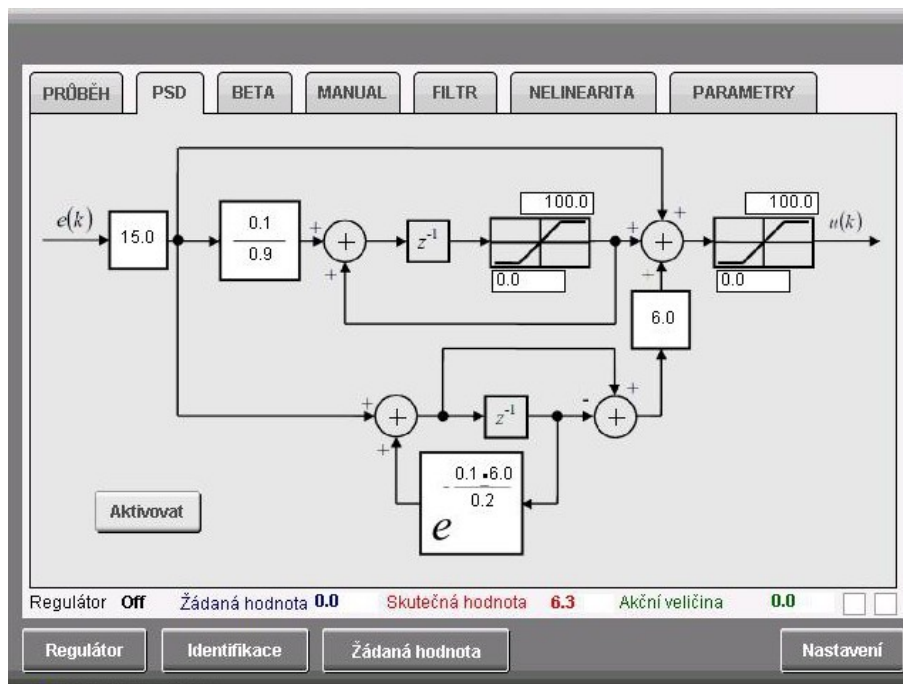 PRŮBĚH PSD BETA MANUAL FILTR NELINEARITA PARAMETRY
100.0 100.0
e(k) 15.0 0.1 + + z⁻¹ + + + u(k)
0.9 + + 0.0 0.0
6.0
+ + z⁻¹ - + +
+
- 0.1 • 6.0
0.2
e
Aktivovat
Regulátor Off Žádaná hodnota 0.0 Skutečná hodnota 6.3 Akční veličina 0.0
Regulátor Identifikace Žádaná hodnota Nastavení